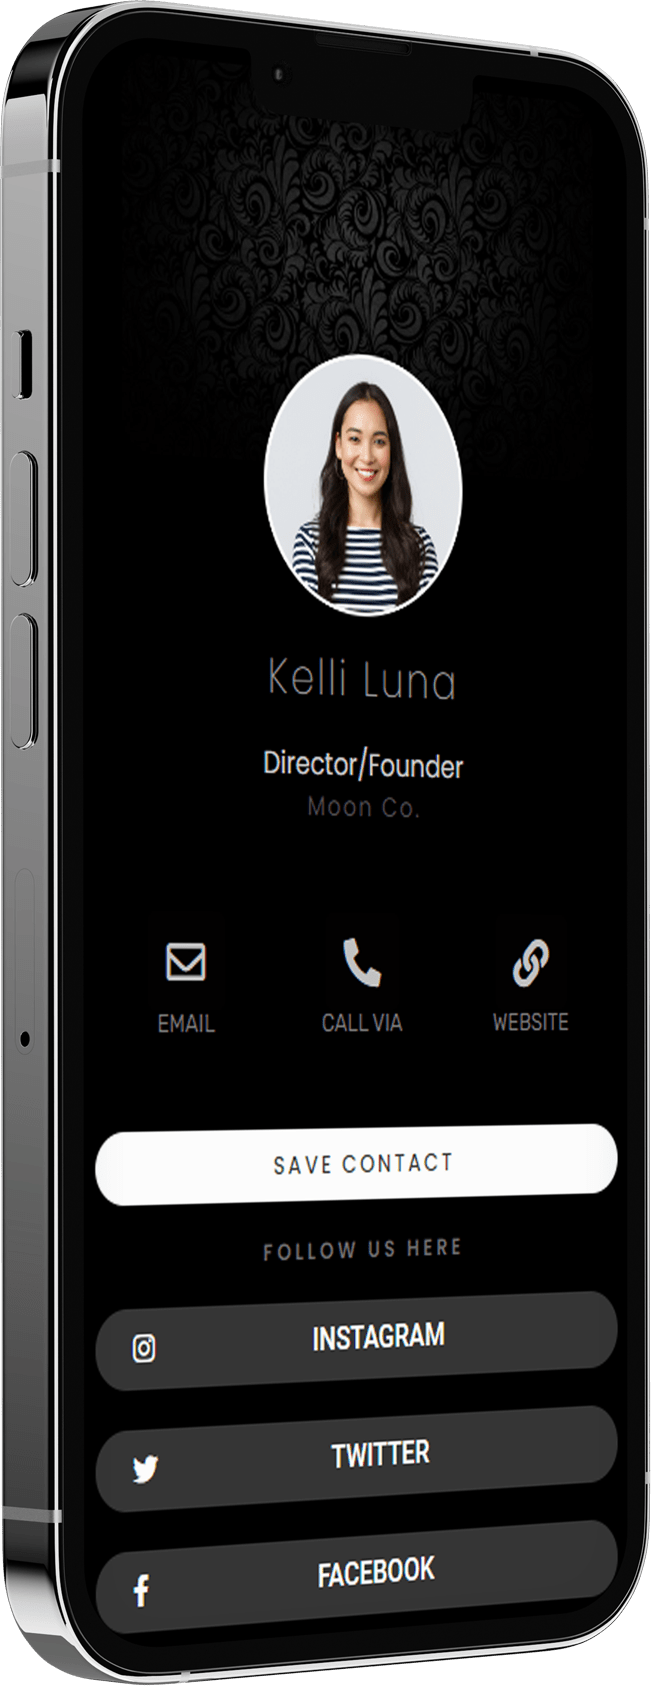 Kelli Luna
Director/Founder
Moon Co.
EMAIL
CALL VIA
WEBSITE
SAVE CONTACT
FOLLOW US HERE
INSTAGRAM
TWITTER
FACEBOOK